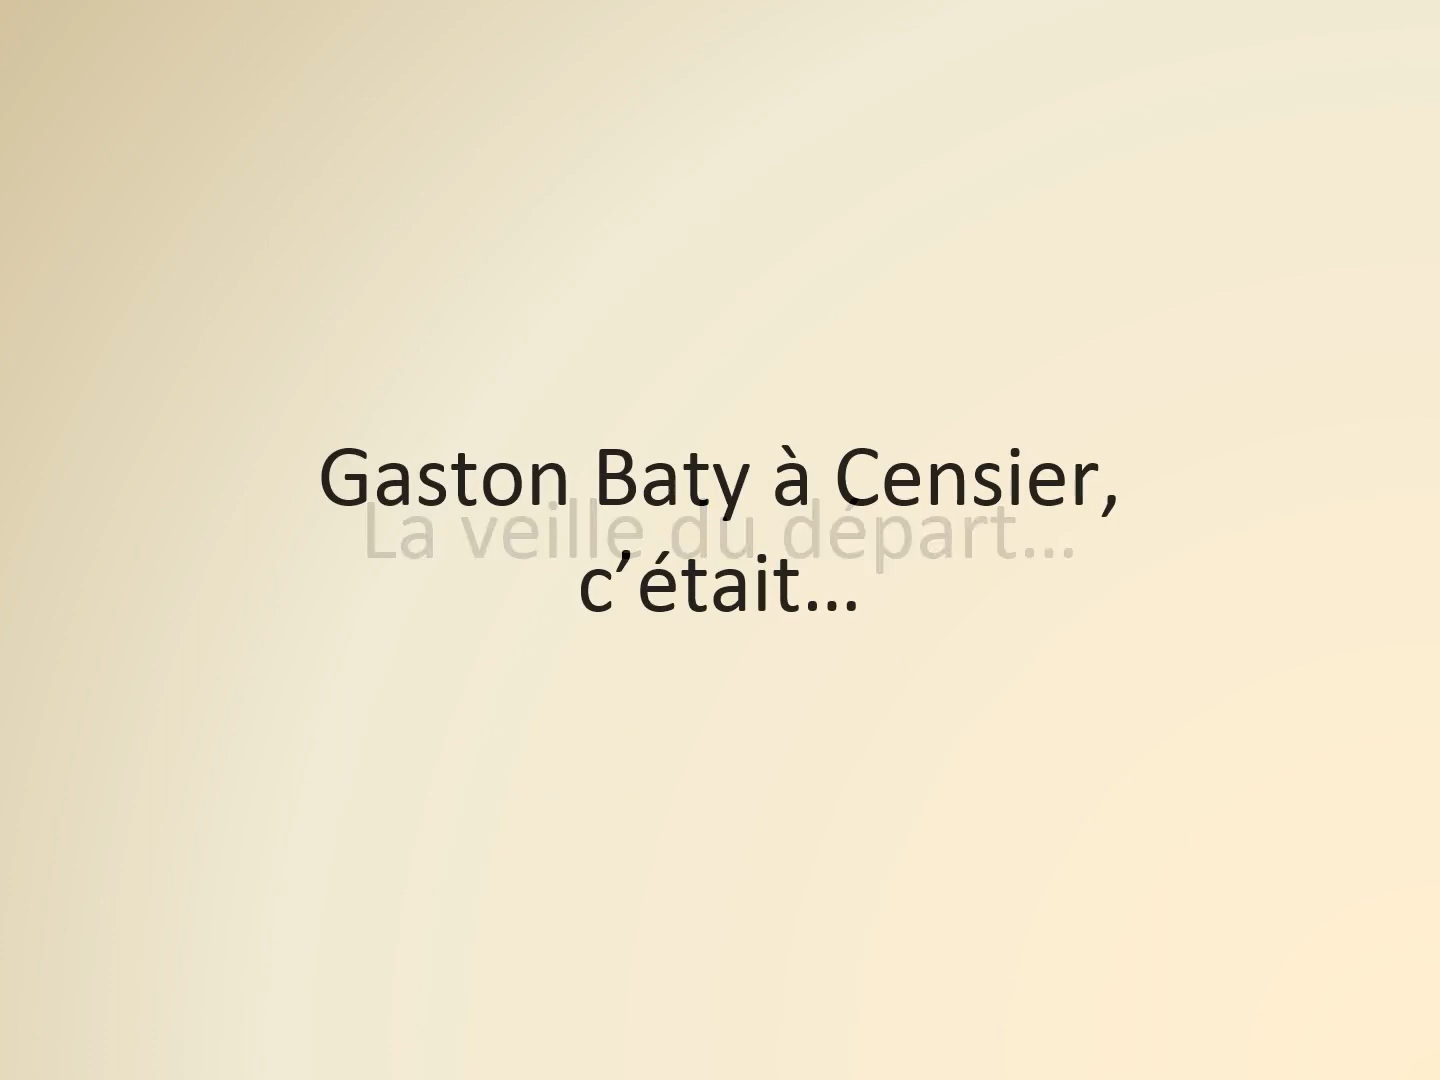 Gaston Baty à Censier,
La veille du départ...
c’était...